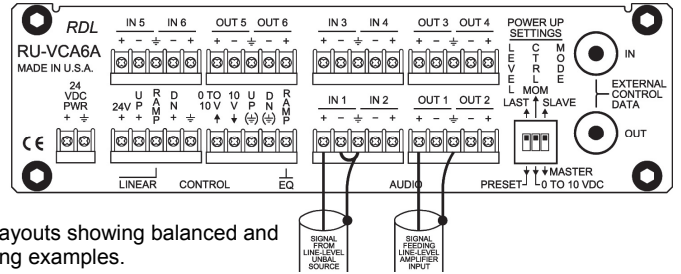 RDL
RU-VCA6A
MADE IN U.S.A.
IN 5 IN 6
+ - ⏚ - +
OUT 5 OUT 6
+ - ⏚ - +
IN 3 IN 4
+ - ⏚ - +
OUT 3 OUT 4
+ - ⏚ - +
POWER UP
SETTINGS
LEVEL
CTRL
MODE
MOM
LAST SLAVE
IN
EXTERNAL
CONTROL
DATA
OUT
24
VDC
PWR
+ ⏚
24V UP RAMP DN
+ + ⏚
0 TO
10V
10
V
UP
(⏚)
DN
(⏚)
RAMP
IN 1 IN 2
+ - ⏚ - +
OUT 1 OUT 2
+ - ⏚ - +
CE
LINEAR CONTROL EQ AUDIO
MASTER
PRESET 0 TO 10 VDC
SIGNAL
FROM
LINE-LEVEL
UNBAL
SOURCE
SIGNAL
FEEDING
LINE-LEVEL
AMPLIFIER
INPUT
ayouts showing balanced and
ng examples.